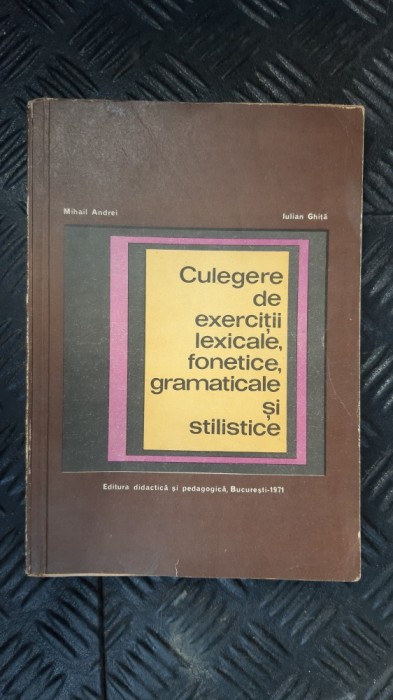 Mihail Andrei
Iulian Ghiță
Culegere
de
exerciții
lexicale,
fonetice,
gramaticale
și
stilistice
Editura didactică și pedagogică, București-1971